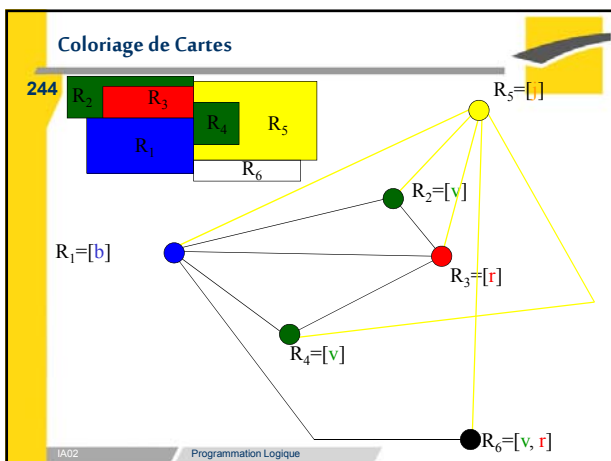 Coloriage de Cartes
244
R2 R3
R4 R5
R1
R6
R5=[j]
R2=[v]
R1=[b]
R3=[r]
R4=[v]
R6=[v, r]
IA02 Programmation Logique